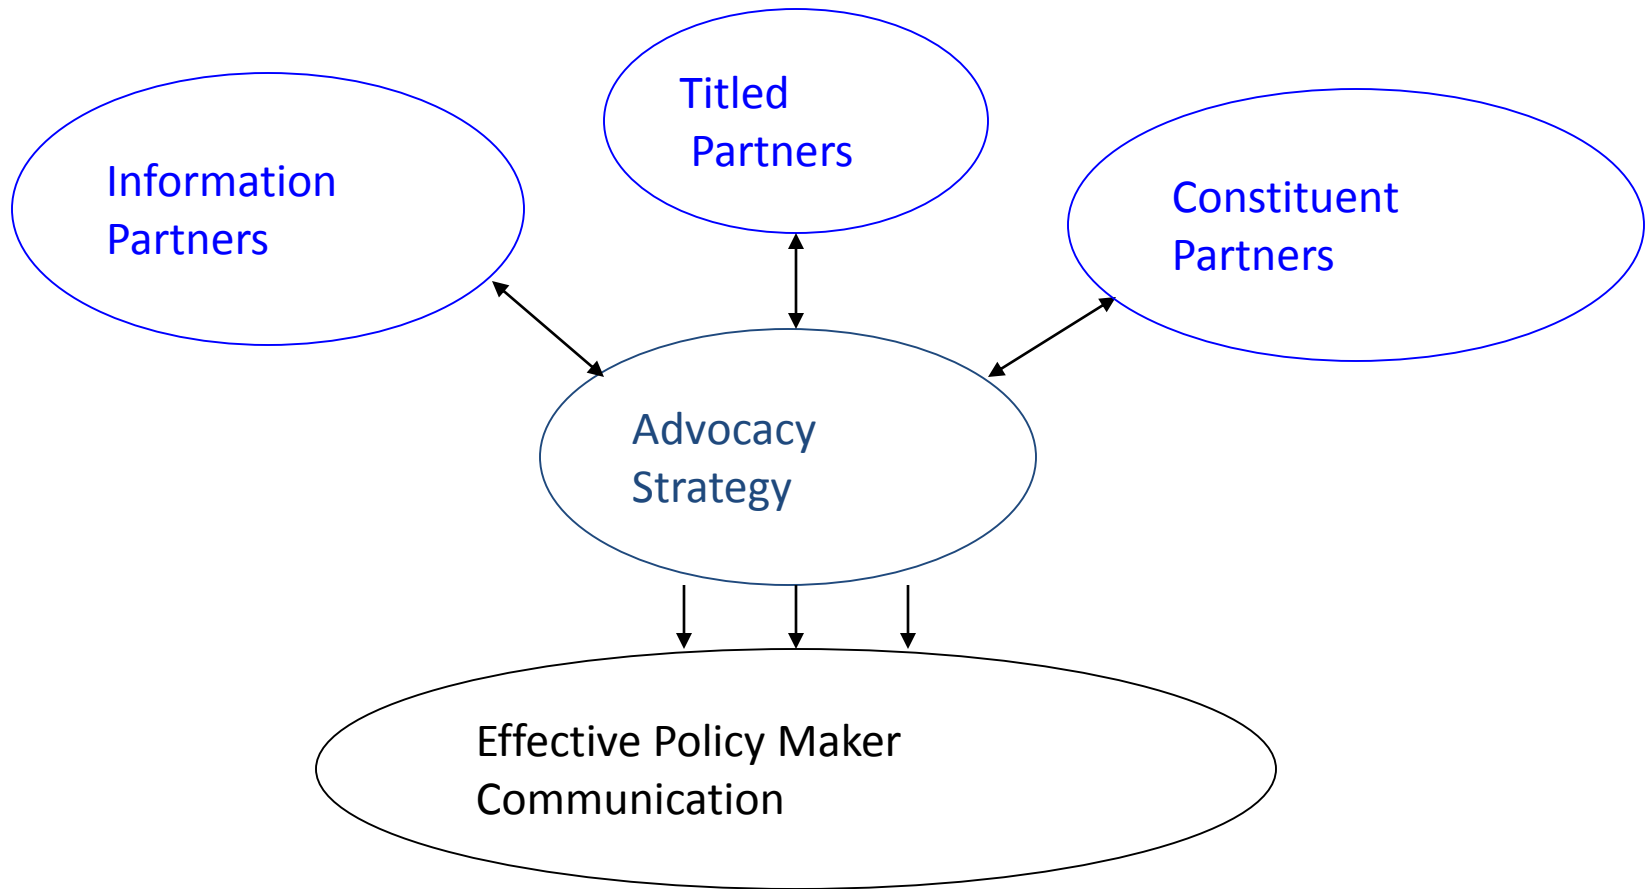 Titled
Partners
Information
Partners
Constituent
Partners
Advocacy
Strategy
Effective Policy Maker
Communication